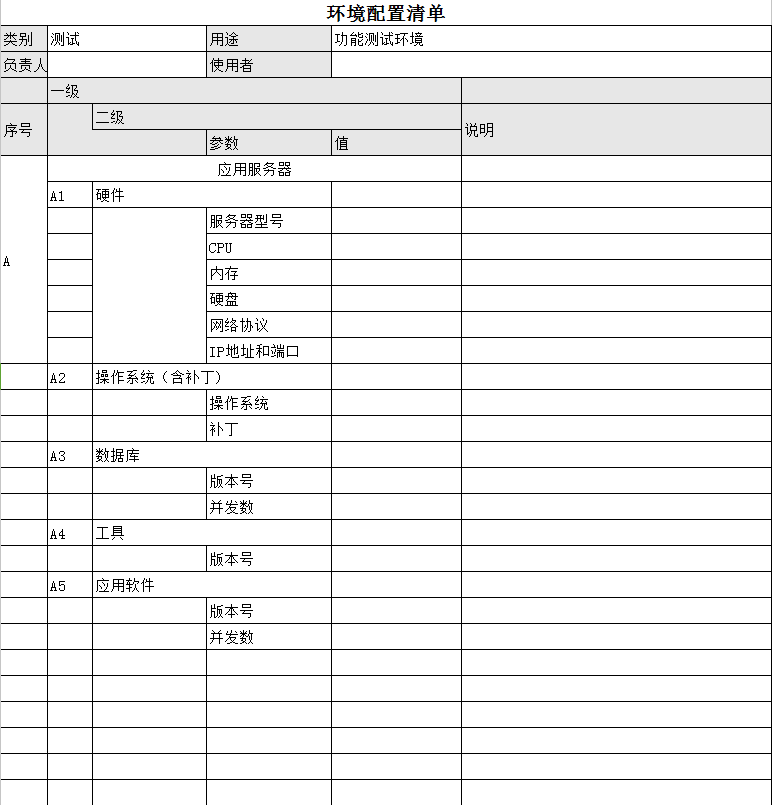 环境配置清单
类别 测试 用途 功能测试环境
负责人 使用者
一级
二级
序号 说明
参数 值
应用服务器
A1 硬件
服务器型号
CPU
A 内存
硬盘
网络协议
IP地址和端口
A2 操作系统（含补丁）
操作系统
补丁
A3 数据库
版本号
并发数
A4 工具
版本号
A5 应用软件
版本号
并发数